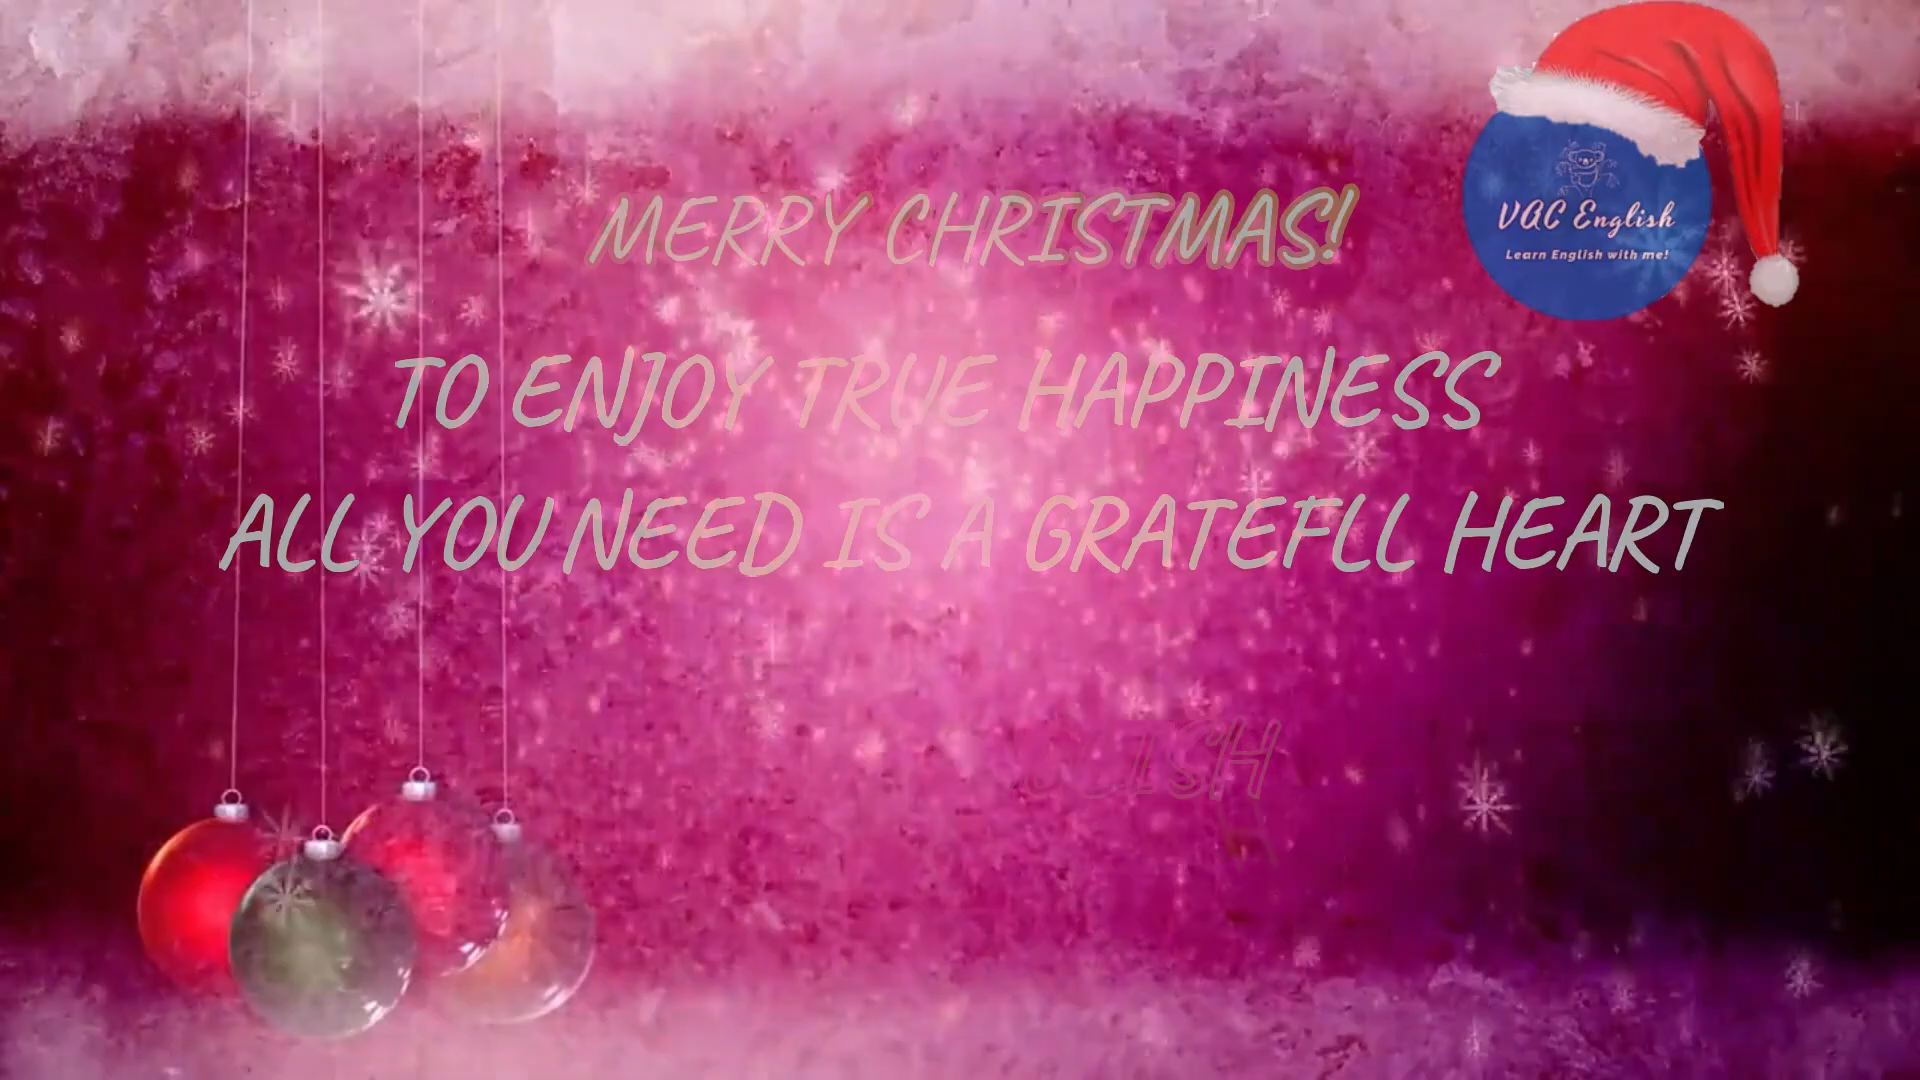 MERRY CHRISTMAS!
VAC English
Learn English with me!
TO ENJOY TRUE HAPPINESS
ALL YOU NEED IS A GRATEFLL HEART